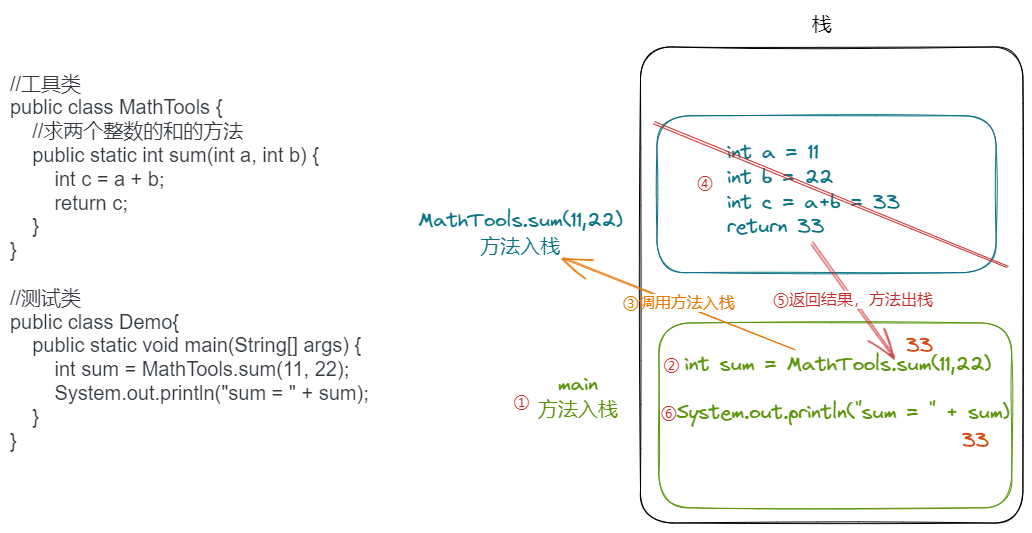 //工具类
public class MathTools {
//求两个整数的和的方法
public static int sum(int a, int b) {
int c = a + b;
return c;
}
}
//测试类
public class Demo{
public static void main(String[] args) {
int sum = MathTools.sum(11, 22);
System.out.println("sum = " + sum);
}
}
栈
MathTools.sum(11,22)
方法入栈
④
int a = 11
int b = 22
int c = a+b = 33
return 33
③调用方法入栈
⑤返回结果，方法出栈
① main
方法入栈
33
② int sum = MathTools.sum(11,22)
⑥System.out.println("sum = " + sum)
33